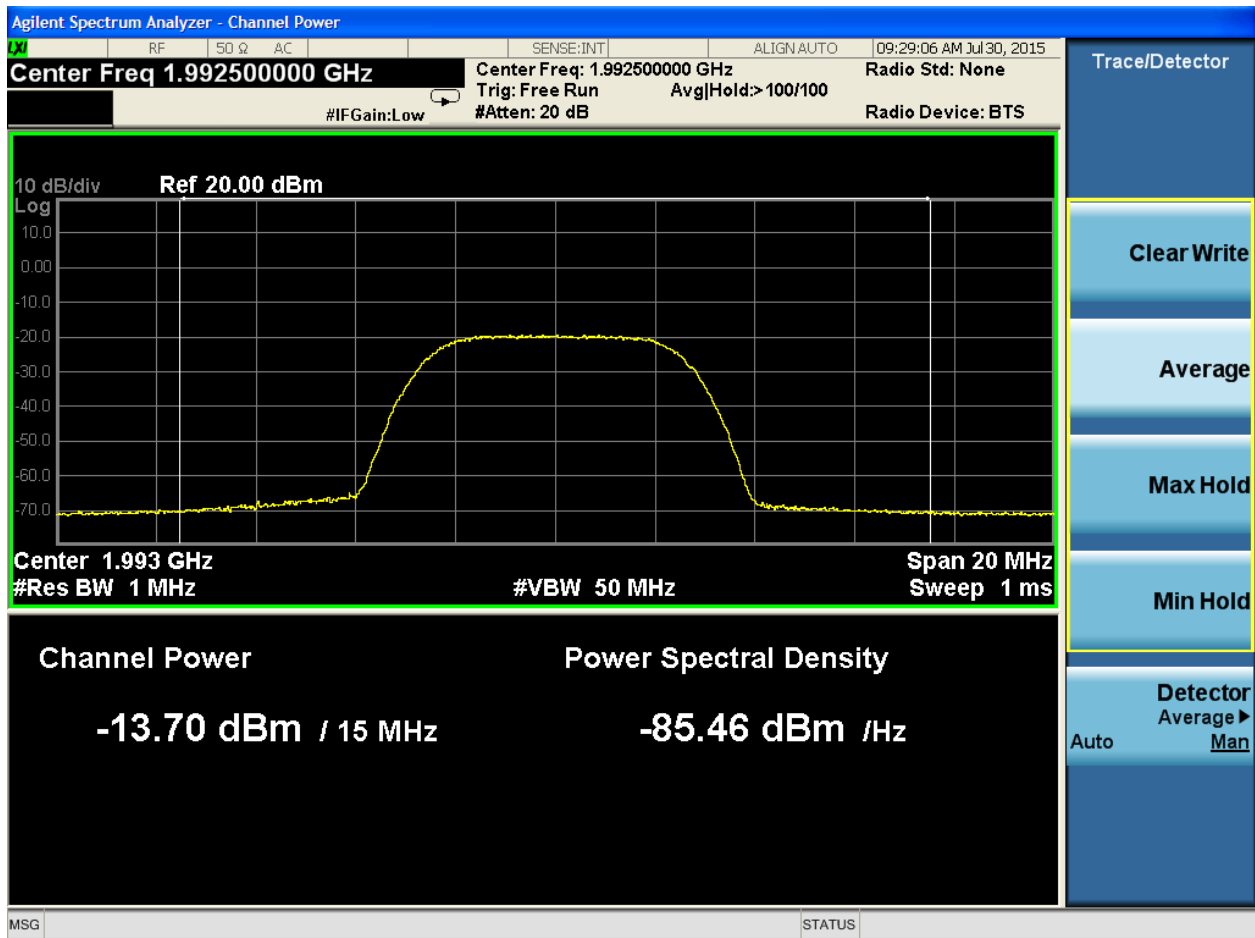 Agilent Spectrum Analyzer - Channel Power
LXI RF 50 Ω AC SENSE:INT ALIGN AUTO 09:29:06 AM Jul 30, 2015
Center Freq 1.992500000 GHz
Center Freq: 1.992500000 GHz Radio Std: None
Trig: Free Run Avg|Hold:>100/100
#IFGain:Low #Atten: 20 dB Radio Device: BTS
10 dB/div Ref 20.00 dBm
Log
10.0
0.00
-10.0
-20.0
-30.0
-40.0
-50.0
-60.0
-70.0
Center 1.993 GHz Span 20 MHz
#Res BW 1 MHz #VBW 50 MHz Sweep 1 ms
Channel Power Power Spectral Density
-13.70 dBm / 15 MHz -85.46 dBm /Hz
Trace/Detector
Clear Write
Average
Max Hold
Min Hold
Detector
Average▶
Auto Man
MSG STATUS